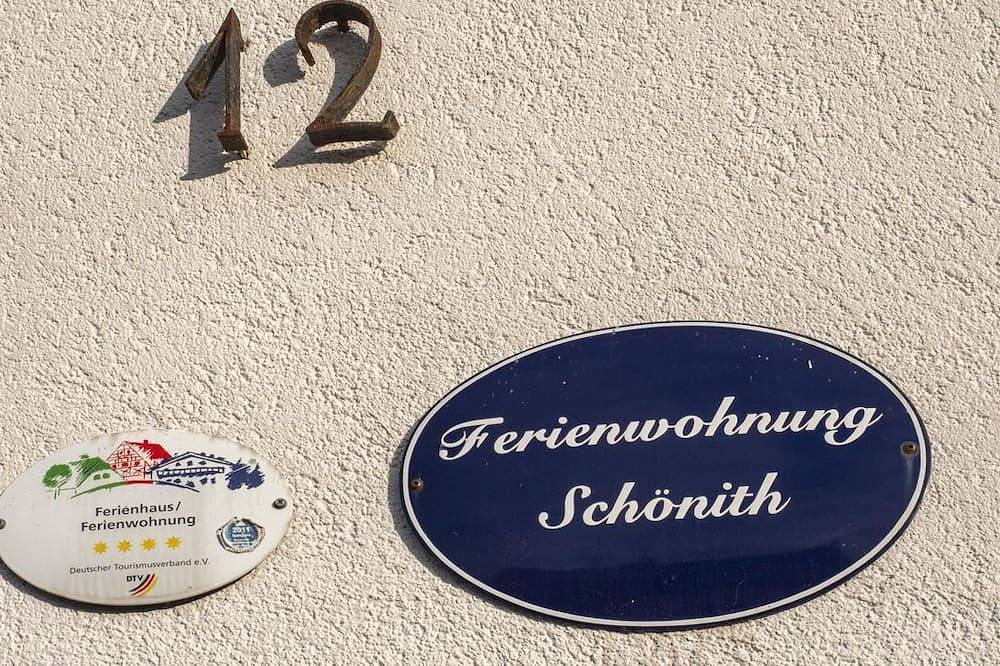 12
Ferienwohnung
Schönith
Ferienhaus/
Ferienwohnung
2011
Deutscher Tourismusverband e.V.
DTV